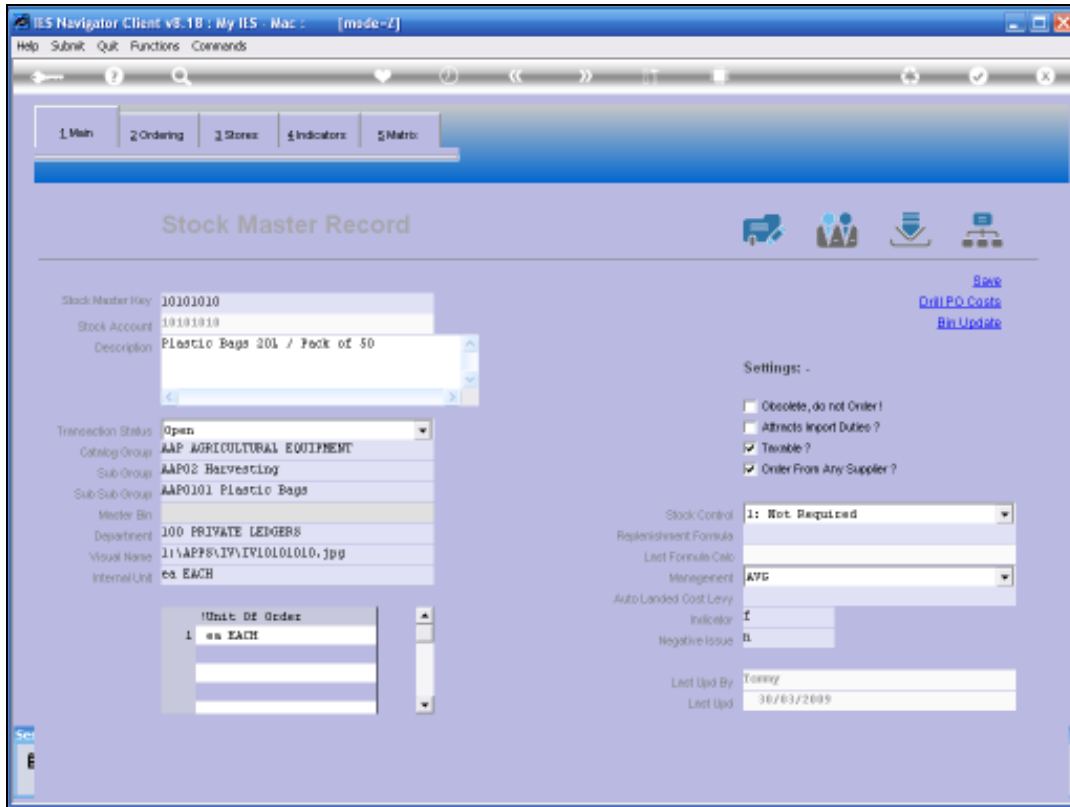 IES Navigator Client v8.1B : My IES - Mac : [mode=Z]
Help Submit Quit Functions Commands
1 Main 2 Ordering 3 Stores 4 Indicators 5 Matrix
Stock Master Record
Save
Stock Master Key 10101010
Drill PO Costs
Stock Account 10101010
Bin Update
Description Plastic Bags 20L / Pack of 50
Settings: -
Obsolete, do not Order !
Transaction Status Open
Attracts Import Duties ?
Catalog Group AAP AGRICULTURAL EQUIPMENT
Taxable ?
Sub Group AAP02 Harvesting
Order From Any Supplier ?
Sub Sub Group AAP0101 Plastic Bags
Master Bin
Stock Control 1: Not Required
Department 100 PRIVATE LEDGERS
Replenishment Formula
Visual Name l:\APPS\IV\IV10101010.jpg
Last Formula Calc
Internal Unit ea EACH
Management AVG
Auto Landed Cost Levy
!Unit Of Order
Indicator f
1 ea EACH
Negative Issue n
Last Upd By Tommy
Last Upd 30/03/2009